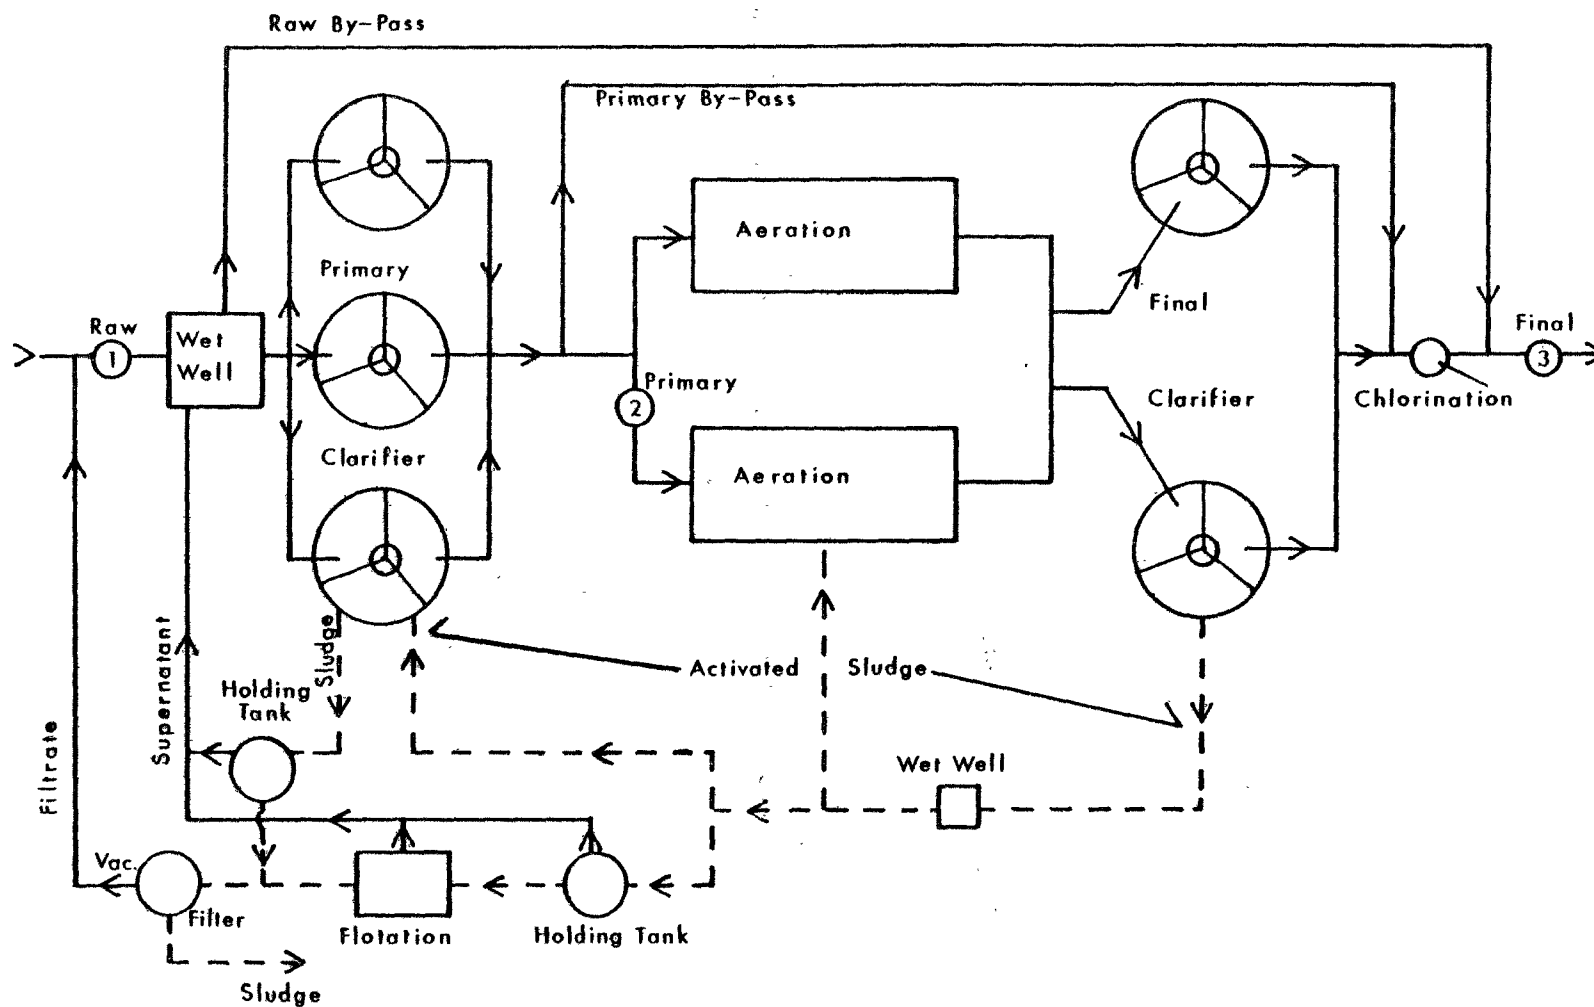 Raw By-Pass
Primary By-Pass
Aeration
Primary
Final
Raw
1
Wet
Well
Final
3
Primary
2
Clarifier
Chlorination
Clarifier
Aeration
Sludge
Supernatant
Activated Sludge
Holding
Tank
Filtrate
Wet Well
Vac.
Filter
Flotation
Holding Tank
Sludge